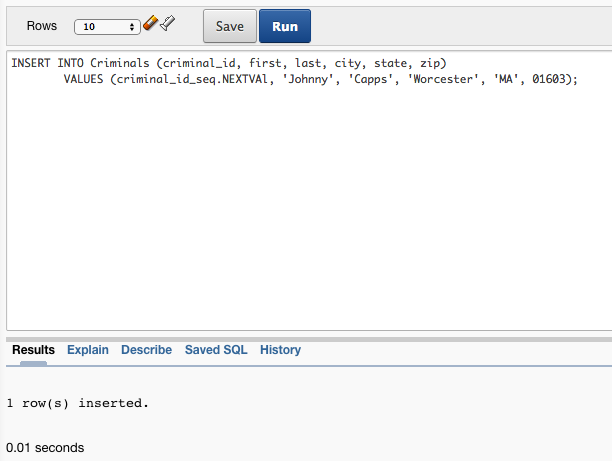 Rows 10 Save Run
INSERT INTO Criminals (criminal_id, first, last, city, state, zip)
VALUES (criminal_id_seq.NEXTVAl, 'Johnny', 'Capps', 'Worcester', 'MA', 01603);
Results Explain Describe Saved SQL History
1 row(s) inserted.
0.01 seconds